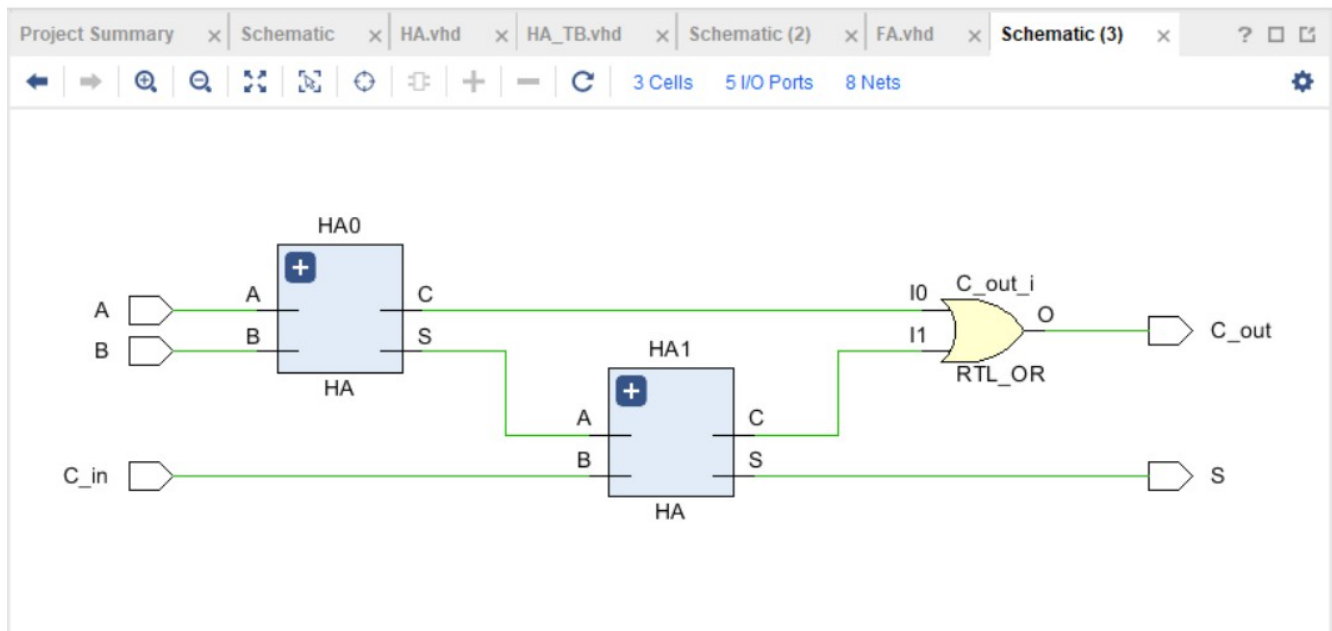 Project Summary × Schematic × HA.vhd × HA_TB.vhd × Schematic (2) × FA.vhd × Schematic (3) × ?
3 Cells 5 I/O Ports 8 Nets
HA0
A A C I0 C_out_i
O
B B S I1 C_out
HA1
HA RTL_OR
A C
C_in B S S
HA